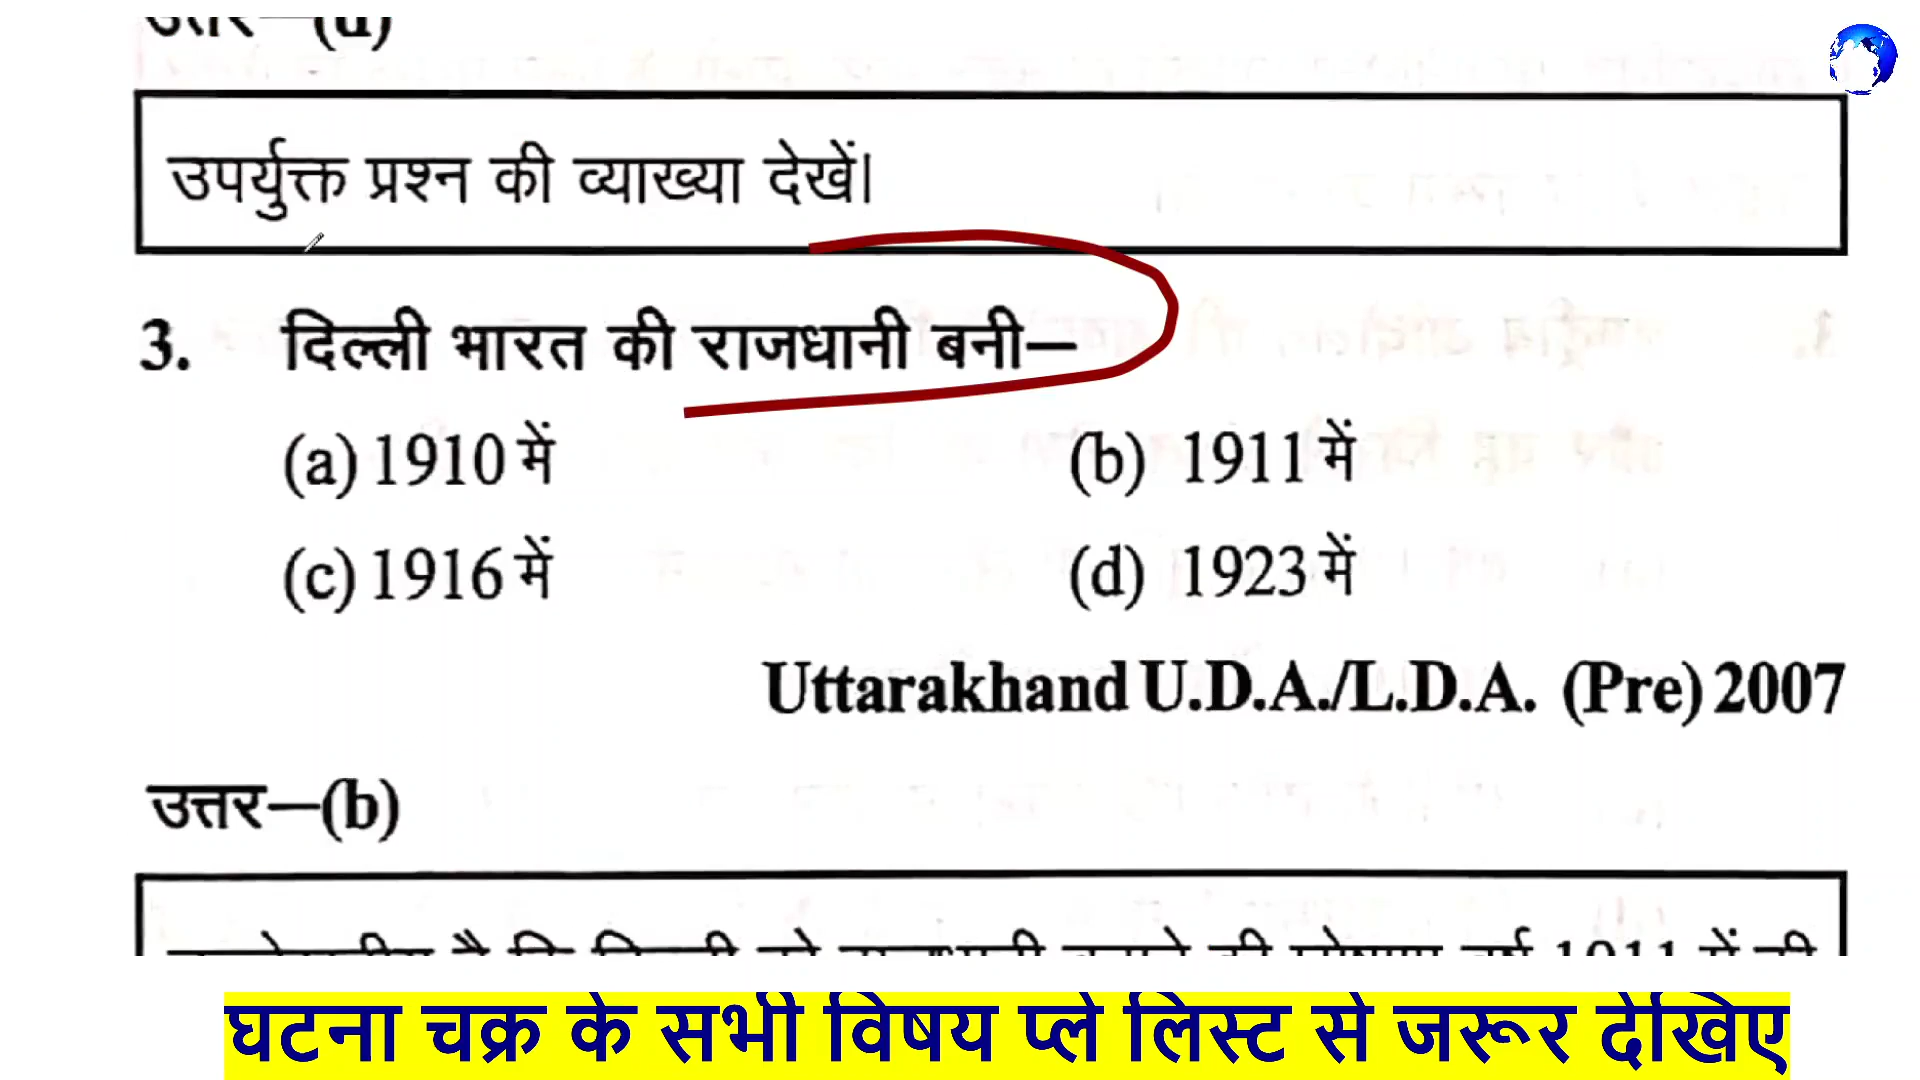 उपर्युक्त प्रश्न की व्याख्या देखें।
3. दिल्ली भारत की राजधानी बनी—
(a) 1910 में (b) 1911 में
(c) 1916 में (d) 1923 में
Uttarakhand U.D.A./L.D.A. (Pre) 2007
उत्तर—(b)
घटना चक्र के सभी विषय प्ले लिस्ट से जरूर देखिए